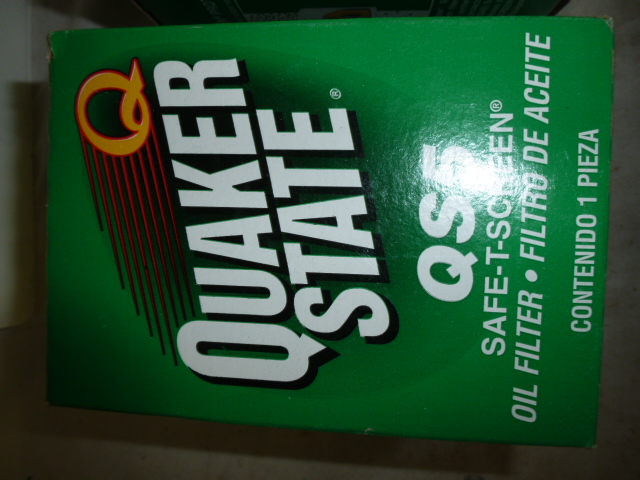 Q
QUAKER
STATE®
QS5
SAFE-T-SCREEN®
OIL FILTER • FILTRO DE ACEITE
CONTENIDO 1 PIEZA